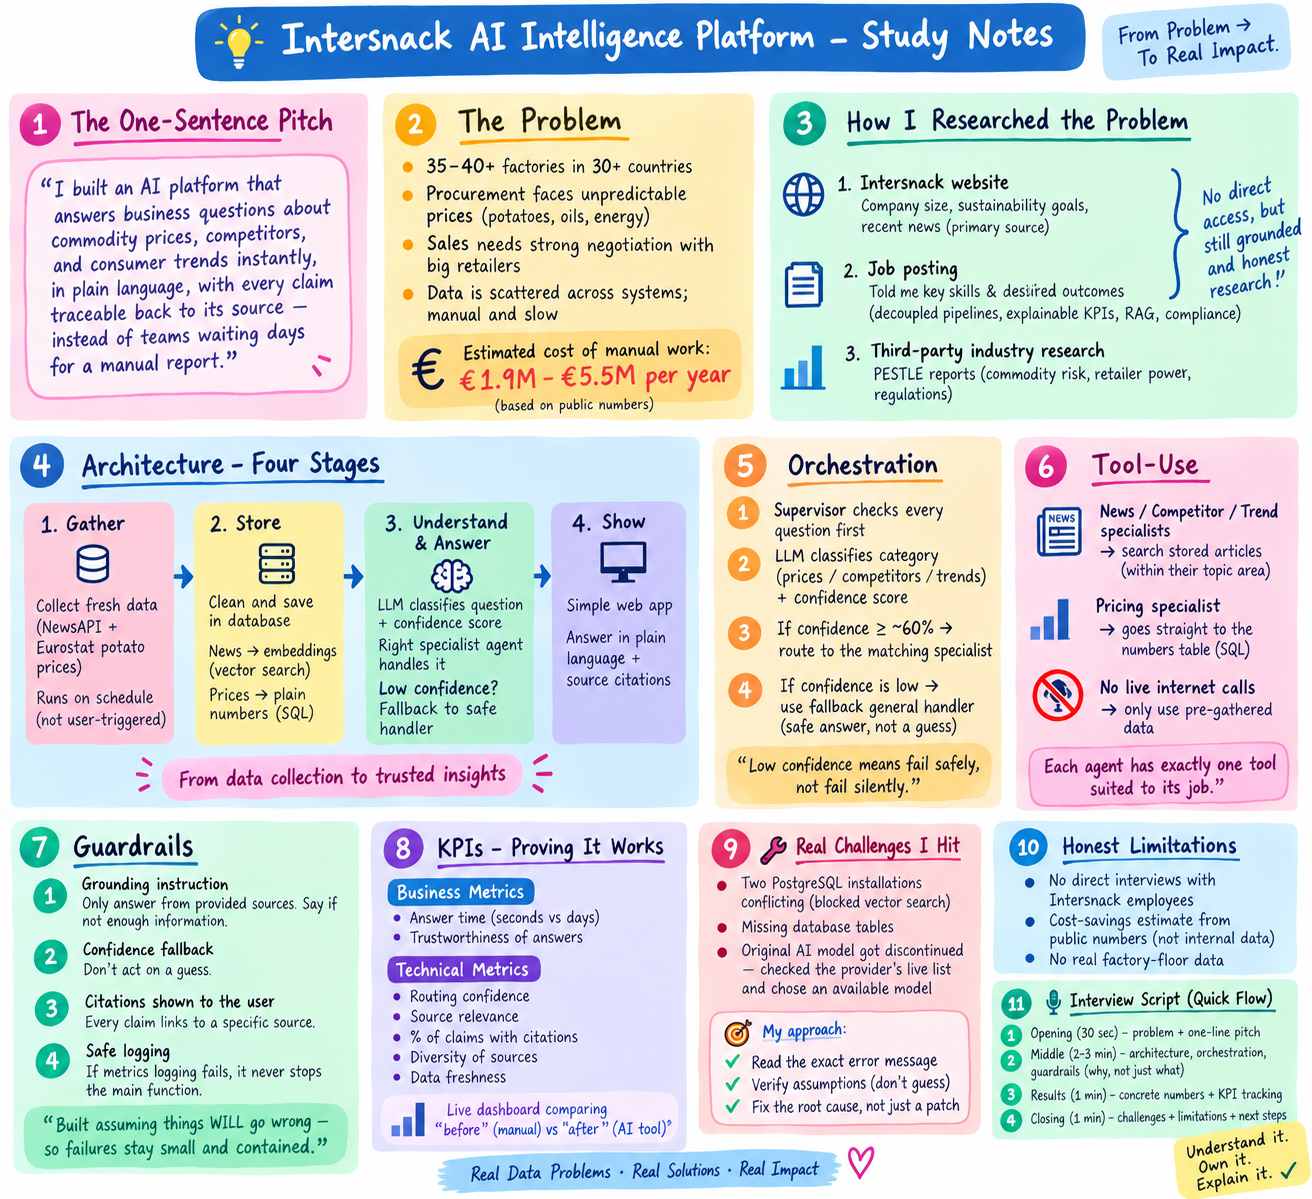 Intersnack AI Intelligence Platform – Study Notes
From Problem →
To Real Impact.
1 The One-Sentence Pitch
“I built an AI platform that
answers business questions about
commodity prices, competitors,
and consumer trends instantly,
in plain language, with every claim
traceable back to its source —
instead of teams waiting days
for a manual report.”
2 The Problem
• 35–40+ factories in 30+ countries
• Procurement faces unpredictable
prices (potatoes, oils, energy)
• Sales needs strong negotiation with
big retailers
• Data is scattered across systems;
manual and slow
€ Estimated cost of manual work:
€1.9M – €5.5M per year
(based on public numbers)
3 How I Researched the Problem
1. Intersnack website
Company size, sustainability goals,
recent news (primary source)
2. Job posting
Told me key skills & desired outcomes
(decoupled pipelines, explainable KPIs, RAG, compliance)
3. Third-party industry research
PESTLE reports (commodity risk, retailer power,
regulations)
No direct
access, but
still grounded
and honest
research!”
4 Architecture – Four Stages
1. Gather
Collect fresh data
(NewsAPI +
Eurostat potato
prices)
Runs on schedule
(not user-triggered)
2. Store
Clean and save
in database
News → embeddings
(vector search)
Prices → plain
numbers (SQL)
3. Understand
& Answer
LLM classifies question
+ confidence score
Right specialist agent
handles it
Low confidence?
Fallback to safe
handler
4. Show
Simple web app
Answer in plain
language +
source citations
From data collection to trusted insights
5 Orchestration
1 Supervisor checks every
question first
2 LLM classifies category
(prices / competitors / trends)
+ confidence score
3 If confidence ≥ ~60% →
route to the matching specialist
4 If confidence is low →
use fallback general handler
(safe answer, not a guess)
“Low confidence means fail safely,
not fail silently.”
6 Tool-Use
NEWS
News / Competitor / Trend
specialists
→ search stored articles
(within their topic area)
Pricing specialist
→ goes straight to the
numbers table (SQL)
No live internet calls
→ only use pre-gathered
data
Each agent has exactly one tool
suited to its job.”
7 Guardrails
1 Grounding instruction
Only answer from provided sources. Say if
not enough information.
2 Confidence fallback
Don’t act on a guess.
3 Citations shown to the user
Every claim links to a specific source.
4 Safe logging
If metrics logging fails, it never stops
the main function.
“Built assuming things WILL go wrong —
so failures stay small and contained.”
8 KPIs – Proving It Works
Business Metrics
• Answer time (seconds vs days)
• Trustworthiness of answers
Technical Metrics
• Routing confidence
• Source relevance
• % of claims with citations
• Diversity of sources
• Data freshness
Live dashboard comparing
“before” (manual) vs “after” (AI tool)”
9 Real Challenges I Hit
• Two PostgreSQL installations
conflicting (blocked vector search)
• Missing database tables
• Original AI model got discontinued
— checked the provider’s live list
and chose an available model
My approach:
✓ Read the exact error message
✓ Verify assumptions (don’t guess)
✓ Fix the root cause, not just a patch
10 Honest Limiltations
• No direct interviews with
Intersnack employees
• Cost-savings estimate from
public numbers (not internal data)
• No real factory-floor data
11 Interview Script (Quick Flow)
1 Opening (30 sec) – problem + one-line pitch
2 Middle (2–3 min) – architecture, orchestration,
guardrails (why, not just what)
3 Results (1 min) – concrete numbers + KPI tracking
4 Closing (1 min) – challenges + limitations + next steps
Real Data Problems · Real Solutions · Real Impact
Understand it.
Own it.
Explain it. ✓